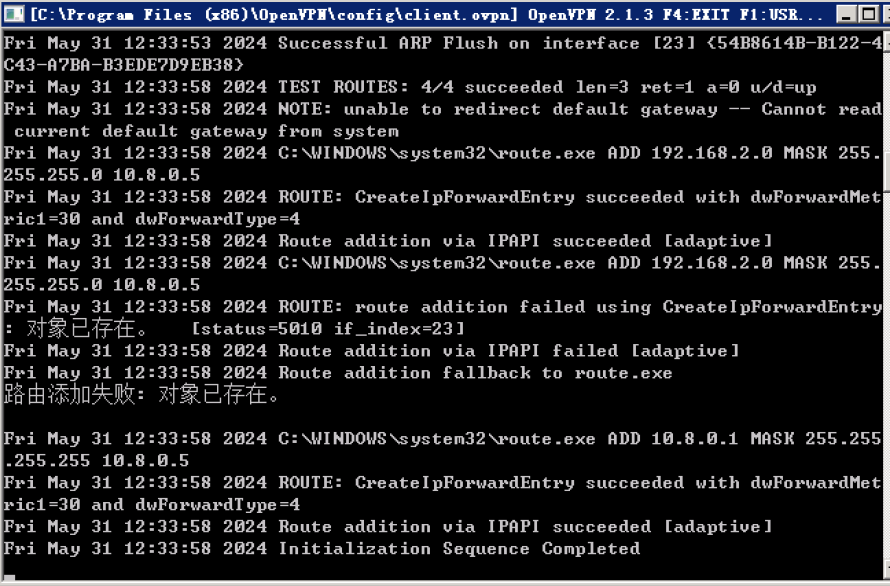 [C:\Program Files (x86)\OpenVPN\config\client.ovpn] OpenVPN 2.1.3 F4:EXIT F1:USR...
Fri May 31 12:33:53 2024 Successful ARP Flush on interface [23] {54B8614B-B122-4
C43-A7BA-B3EDE7D9EB38}
Fri May 31 12:33:58 2024 TEST ROUTES: 4/4 succeeded len=3 ret=1 a=0 u/d=up
Fri May 31 12:33:58 2024 NOTE: unable to redirect default gateway -- Cannot read
 current default gateway from system
Fri May 31 12:33:58 2024 C:\WINDOWS\system32\route.exe ADD 192.168.2.0 MASK 255.
255.255.0 10.8.0.5
Fri May 31 12:33:58 2024 ROUTE: CreateIpForwardEntry succeeded with dwForwardMet
ric1=30 and dwForwardType=4
Fri May 31 12:33:58 2024 Route addition via IPAPI succeeded [adaptive]
Fri May 31 12:33:58 2024 C:\WINDOWS\system32\route.exe ADD 192.168.2.0 MASK 255.
255.255.0 10.8.0.5
Fri May 31 12:33:58 2024 ROUTE: route addition failed using CreateIpForwardEntry
: 对象已存在。   [status=5010 if_index=23]
Fri May 31 12:33:58 2024 Route addition via IPAPI failed [adaptive]
Fri May 31 12:33:58 2024 Route addition fallback to route.exe
路由添加失败: 对象已存在。
Fri May 31 12:33:58 2024 C:\WINDOWS\system32\route.exe ADD 10.8.0.1 MASK 255.255
.255.255 10.8.0.5
Fri May 31 12:33:58 2024 ROUTE: CreateIpForwardEntry succeeded with dwForwardMet
ric1=30 and dwForwardType=4
Fri May 31 12:33:58 2024 Route addition via IPAPI succeeded [adaptive]
Fri May 31 12:33:58 2024 Initialization Sequence Completed